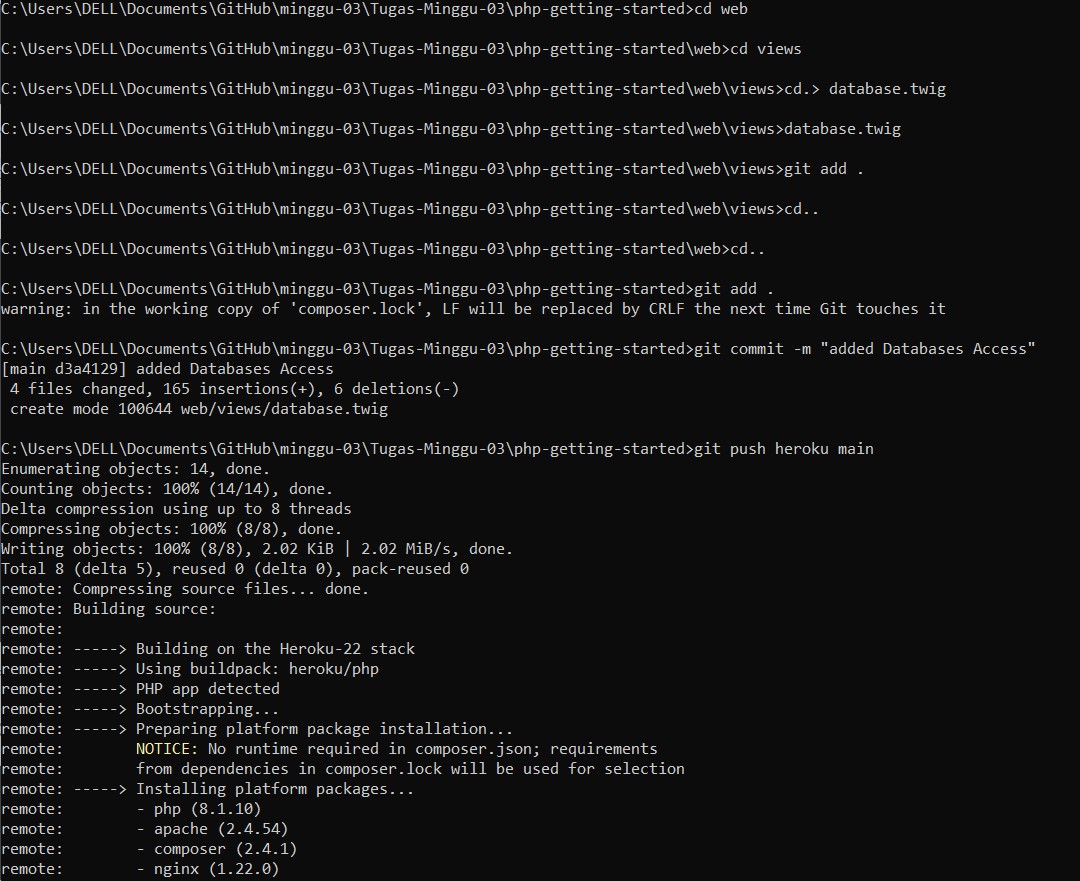 C:\Users\DELL\Documents\GitHub\minggu-03\Tugas-Minggu-03\php-getting-started>cd web
C:\Users\DELL\Documents\GitHub\minggu-03\Tugas-Minggu-03\php-getting-started\web>cd views
C:\Users\DELL\Documents\GitHub\minggu-03\Tugas-Minggu-03\php-getting-started\web\views>cd.> database.twig
C:\Users\DELL\Documents\GitHub\minggu-03\Tugas-Minggu-03\php-getting-started\web\views>database.twig
C:\Users\DELL\Documents\GitHub\minggu-03\Tugas-Minggu-03\php-getting-started\web\views>git add .
C:\Users\DELL\Documents\GitHub\minggu-03\Tugas-Minggu-03\php-getting-started\web\views>cd..
C:\Users\DELL\Documents\GitHub\minggu-03\Tugas-Minggu-03\php-getting-started\web>cd..
C:\Users\DELL\Documents\GitHub\minggu-03\Tugas-Minggu-03\php-getting-started>git add .
warning: in the working copy of 'composer.lock', LF will be replaced by CRLF the next time Git touches it
C:\Users\DELL\Documents\GitHub\minggu-03\Tugas-Minggu-03\php-getting-started>git commit -m "added Databases Access"
[main d3a4129] added Databases Access
 4 files changed, 165 insertions(+), 6 deletions(-)
 create mode 100644 web/views/database.twig
C:\Users\DELL\Documents\GitHub\minggu-03\Tugas-Minggu-03\php-getting-started>git push heroku main
Enumerating objects: 14, done.
Counting objects: 100% (14/14), done.
Delta compression using up to 8 threads
Compressing objects: 100% (8/8), done.
Writing objects: 100% (8/8), 2.02 KiB | 2.02 MiB/s, done.
Total 8 (delta 5), reused 0 (delta 0), pack-reused 0
remote: Compressing source files... done.
remote: Building source:
remote:
remote: -----> Building on the Heroku-22 stack
remote: -----> Using buildpack: heroku/php
remote: -----> PHP app detected
remote: -----> Bootstrapping...
remote: -----> Preparing platform package installation...
remote:        NOTICE: No runtime required in composer.json; requirements
remote:        from dependencies in composer.lock will be used for selection
remote: -----> Installing platform packages...
remote:        - php (8.1.10)
remote:        - apache (2.4.54)
remote:        - composer (2.4.1)
remote:        - nginx (1.22.0)